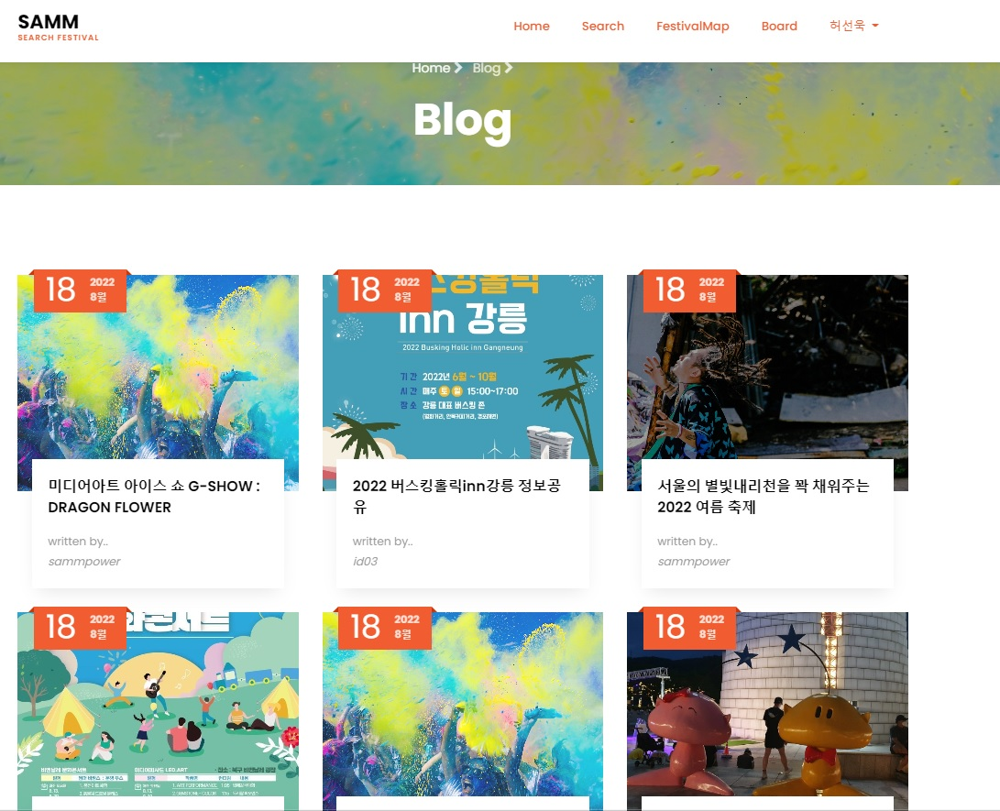 SAMM
SEARCH FESTIVAL
Home
Search
FestivalMap
Board
허선욱
Home
Blog
Blog
18
2022
8월
미디어아트 아이스 쇼 G-SHOW :
DRAGON FLOWER
written by..
sammpower
18
2022
8월
inn 강릉
2022 Busking Holic inn Gangneung
기간 2022년 6월 ~ 10월
시간 매주 토 일 15:00~17:00
장소 강릉 대표 버스킹 존
2022 버스킹홀릭inn강릉 정보공
유
written by..
id03
18
2022
8월
서울의 별빛내리천을 꽉 채워주는
2022 여름 축제
written by..
sammpower
18
2022
8월
18
2022
8월
18
2022
8월